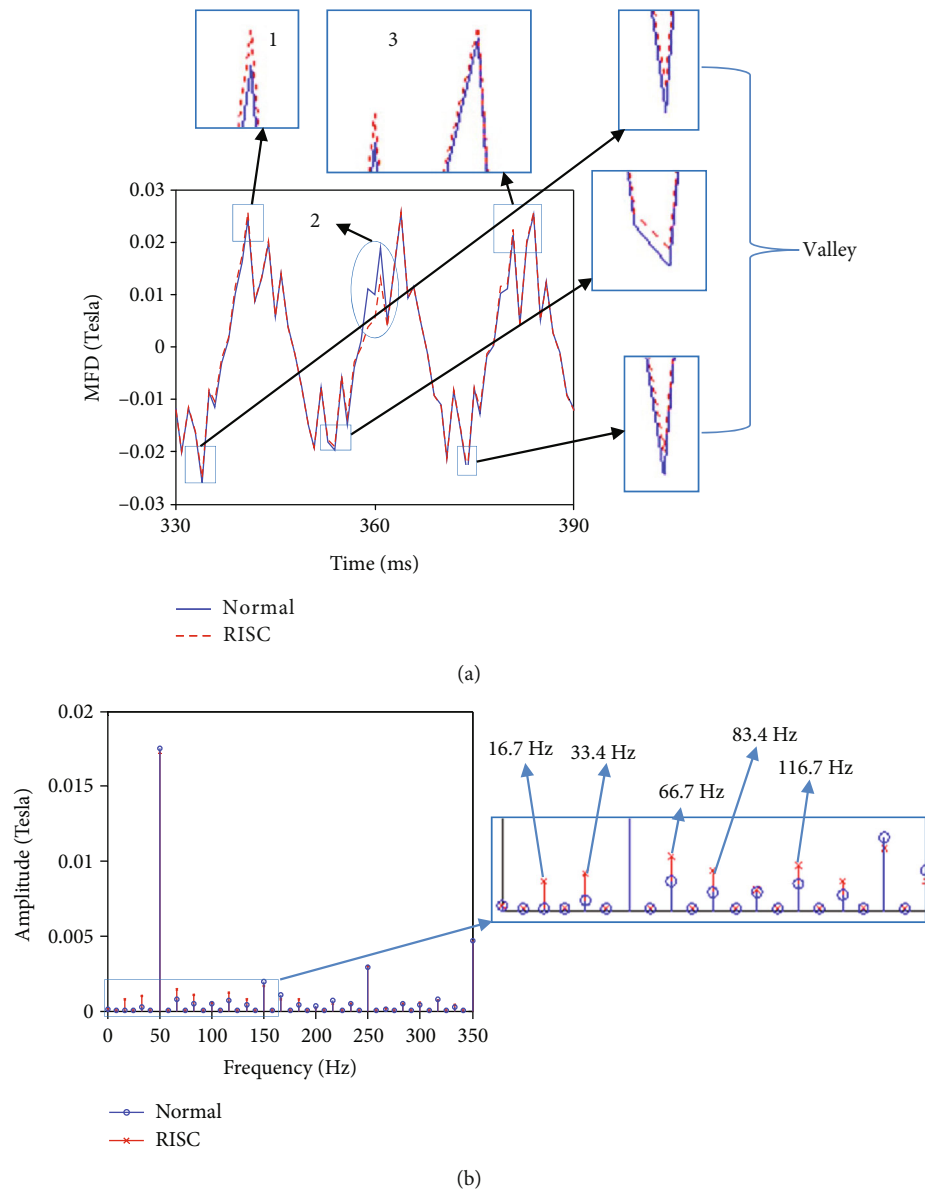 1
3
2
Valley
0.03
0.02
0.01
0
−0.01
−0.02
−0.03
MFD (Tesla)
330
360
390
Time (ms)
Normal
RISC
(a)
0.02
0.015
0.01
0.005
0
Amplitude (Tesla)
16.7 Hz
33.4 Hz
66.7 Hz
83.4 Hz
116.7 Hz
0
50
100
150
200
250
300
350
Frequency (Hz)
Normal
RISC
(b)